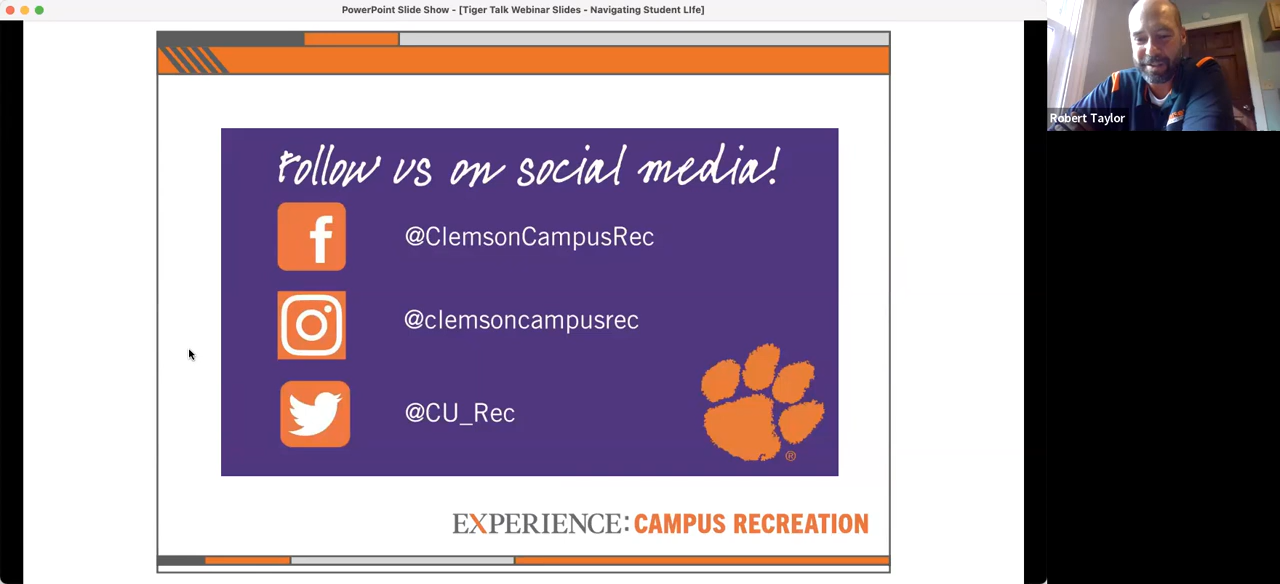 PowerPoint Slide Show - [Tiger Talk Webinar Slides - Navigating Student LIfe]
Robert Taylor
Follow us on social media!
@ClemsonCampusRec
@clemsoncampusrec
@CU_Rec
®
EXPERIENCE: CAMPUS RECREATION